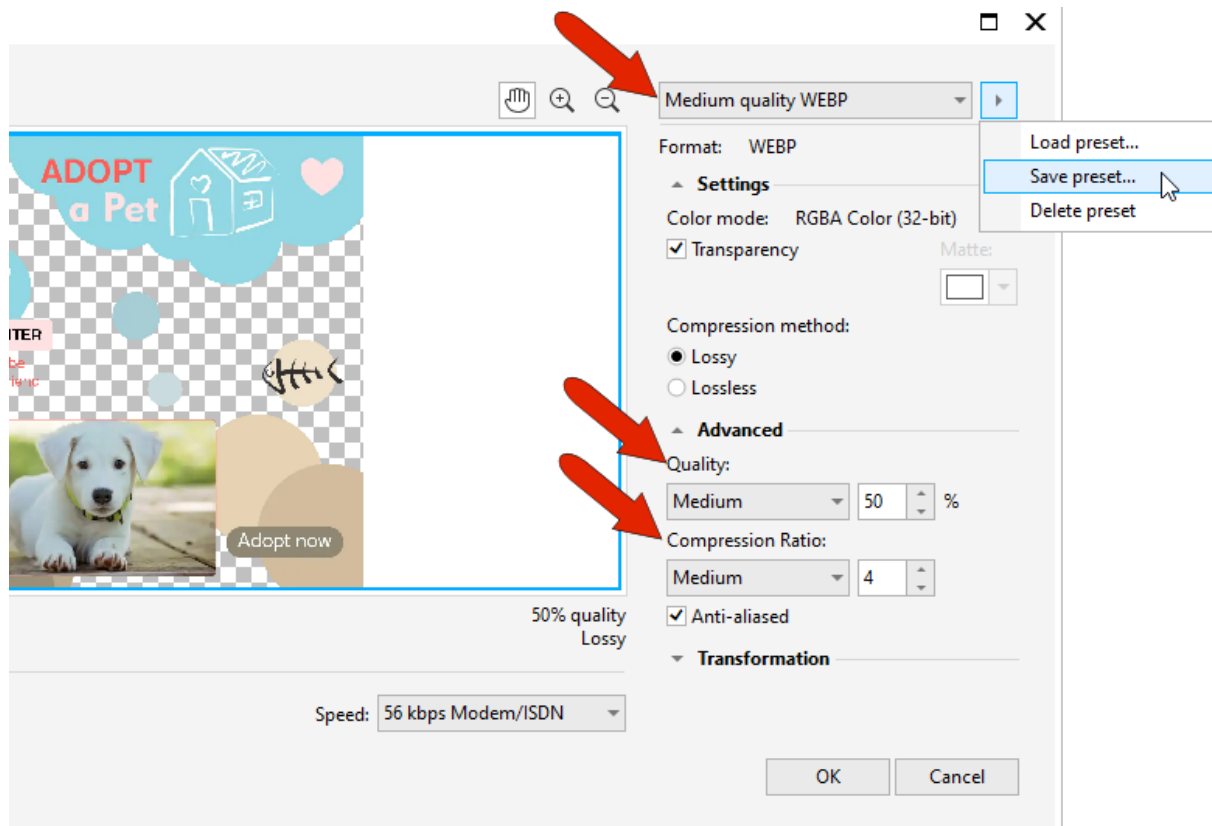 Medium quality WEBP
Load preset...
Save preset...
Delete preset
Format: WEBP
Settings
Color mode: RGBA Color (32-bit)
Transparency
Matte:
Compression method:
Lossy
Lossless
Advanced
Quality:
Medium 50 %
Compression Ratio:
Medium 4
Anti-aliased
Transformation
ADOPT
a Pet
TER
be
Adopt now
50% quality
Lossy
Speed: 56 kbps Modem/ISDN
OK Cancel